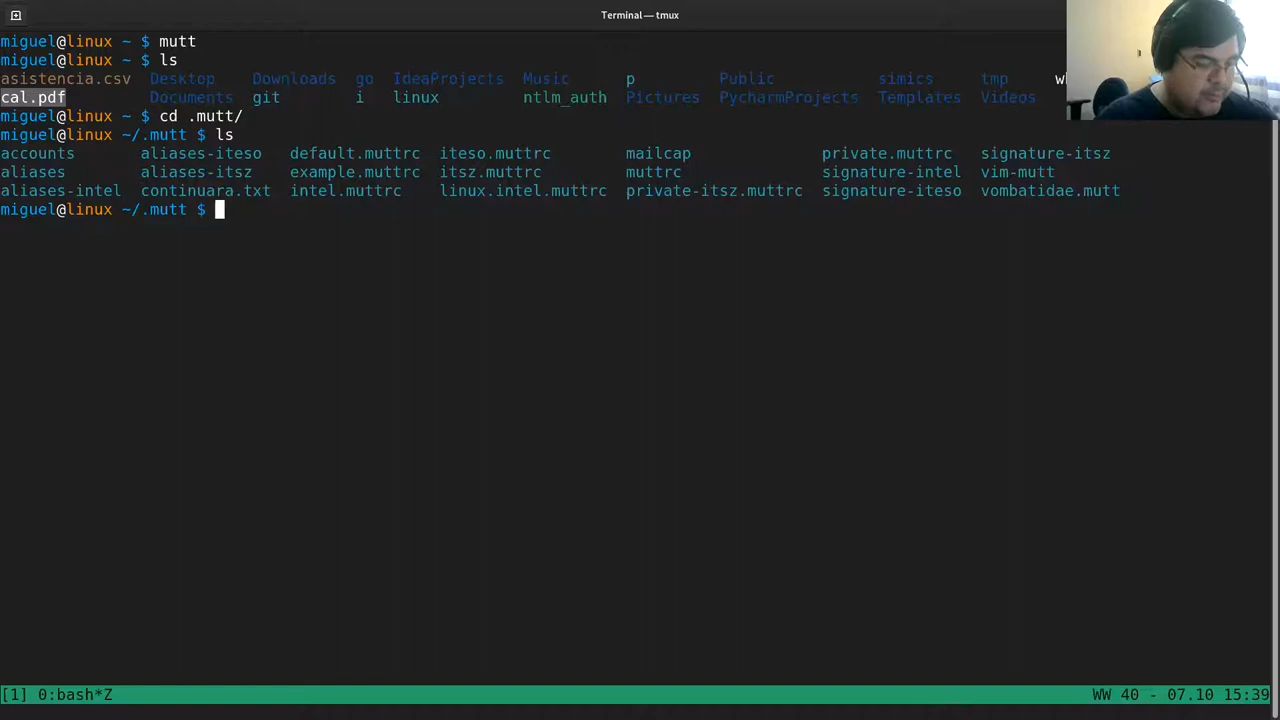 Terminal — tmux
miguel@linux ~ $ mutt
miguel@linux ~ $ ls
asistencia.csv Desktop Downloads go IdeaProjects Music p Public simics tmp
cal.pdf Documents git i linux ntlm_auth Pictures PycharmProjects Templates Videos
miguel@linux ~ $ cd .mutt/
miguel@linux ~/.mutt $ ls
accounts aliases-iteso default.muttrc iteso.muttrc mailcap private.muttrc signature-itsz
aliases aliases-itsz example.muttrc itsz.muttrc muttrc signature-intel vim-mutt
aliases-intel continuara.txt intel.muttrc linux.intel.muttrc private-itsz.muttrc signature-iteso vombatidae.mutt
miguel@linux ~/.mutt $
[1] 0:bash*Z WW 40 - 07.10 15:39